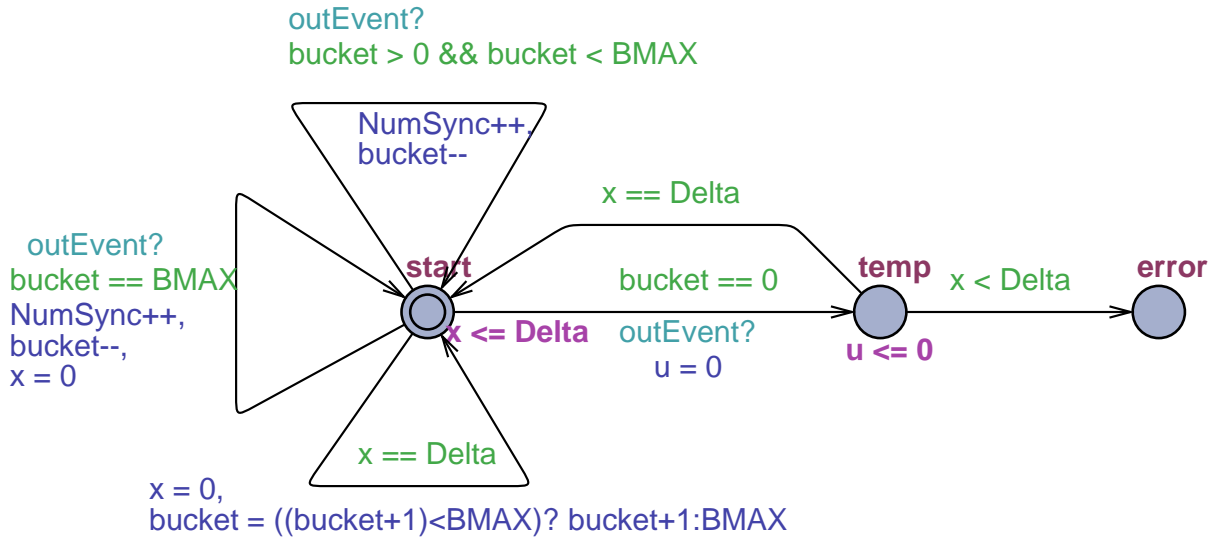 outEvent?
bucket > 0 && bucket < BMAX
NumSync++,
bucket--
x == Delta
outEvent?
bucket == BMAX
NumSync++,
bucket--,
x = 0
start
x <= Delta
bucket == 0
outEvent?
u = 0
temp
u <= 0
x < Delta
error
x == Delta
x = 0,
bucket = ((bucket+1)<BMAX)? bucket+1:BMAX